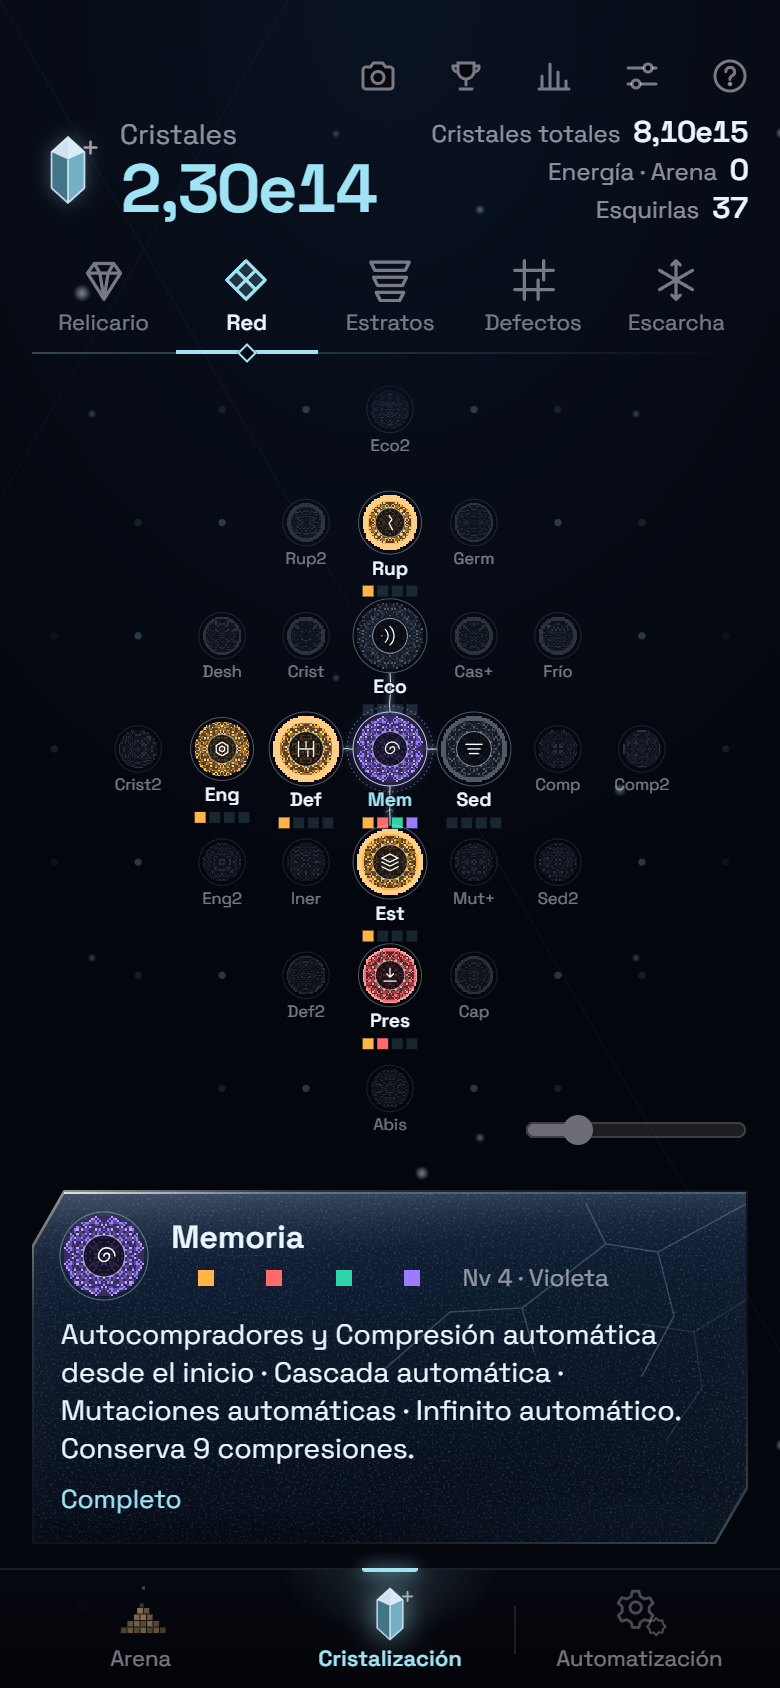 Cristales
2,30e14
Cristales totales 8,10e15
Energía · Arena 0
Esquirlas 37
Relicario Red Estratos Defectos Escarcha
Eco2
Rup2 Rup Germ
Desh Crist Eco Cas+ Frío
Crist2 Eng Def Mem Sed Comp Comp2
Eng2 Iner Est Mut+ Sed2
Def2 Pres Cap
Abis
Memoria
Nv 4 · Violeta
Autocompradores y Compresión automática
desde el inicio · Cascada automática ·
Mutaciones automáticas · Infinito automático.
Conserva 9 compresiones.
Completo
Arena Cristalización Automatización